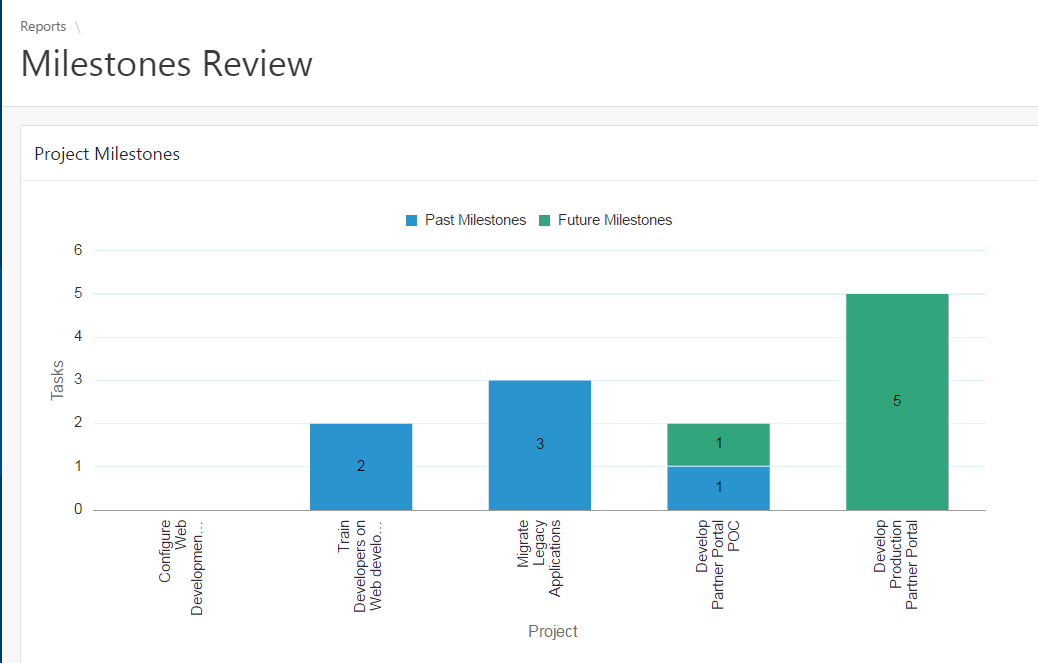 Reports \
Milestones Review
Project Milestones
Past Milestones Future Milestones
6
5
4
3
2
1
0
Tasks
2
3
1
1
5
Configure
Web
Developmen...
Train
Developers on
Web develo...
Migrate
Legacy
Applications
Develop
Partner Portal
POC
Develop
Production
Partner Portal
Project